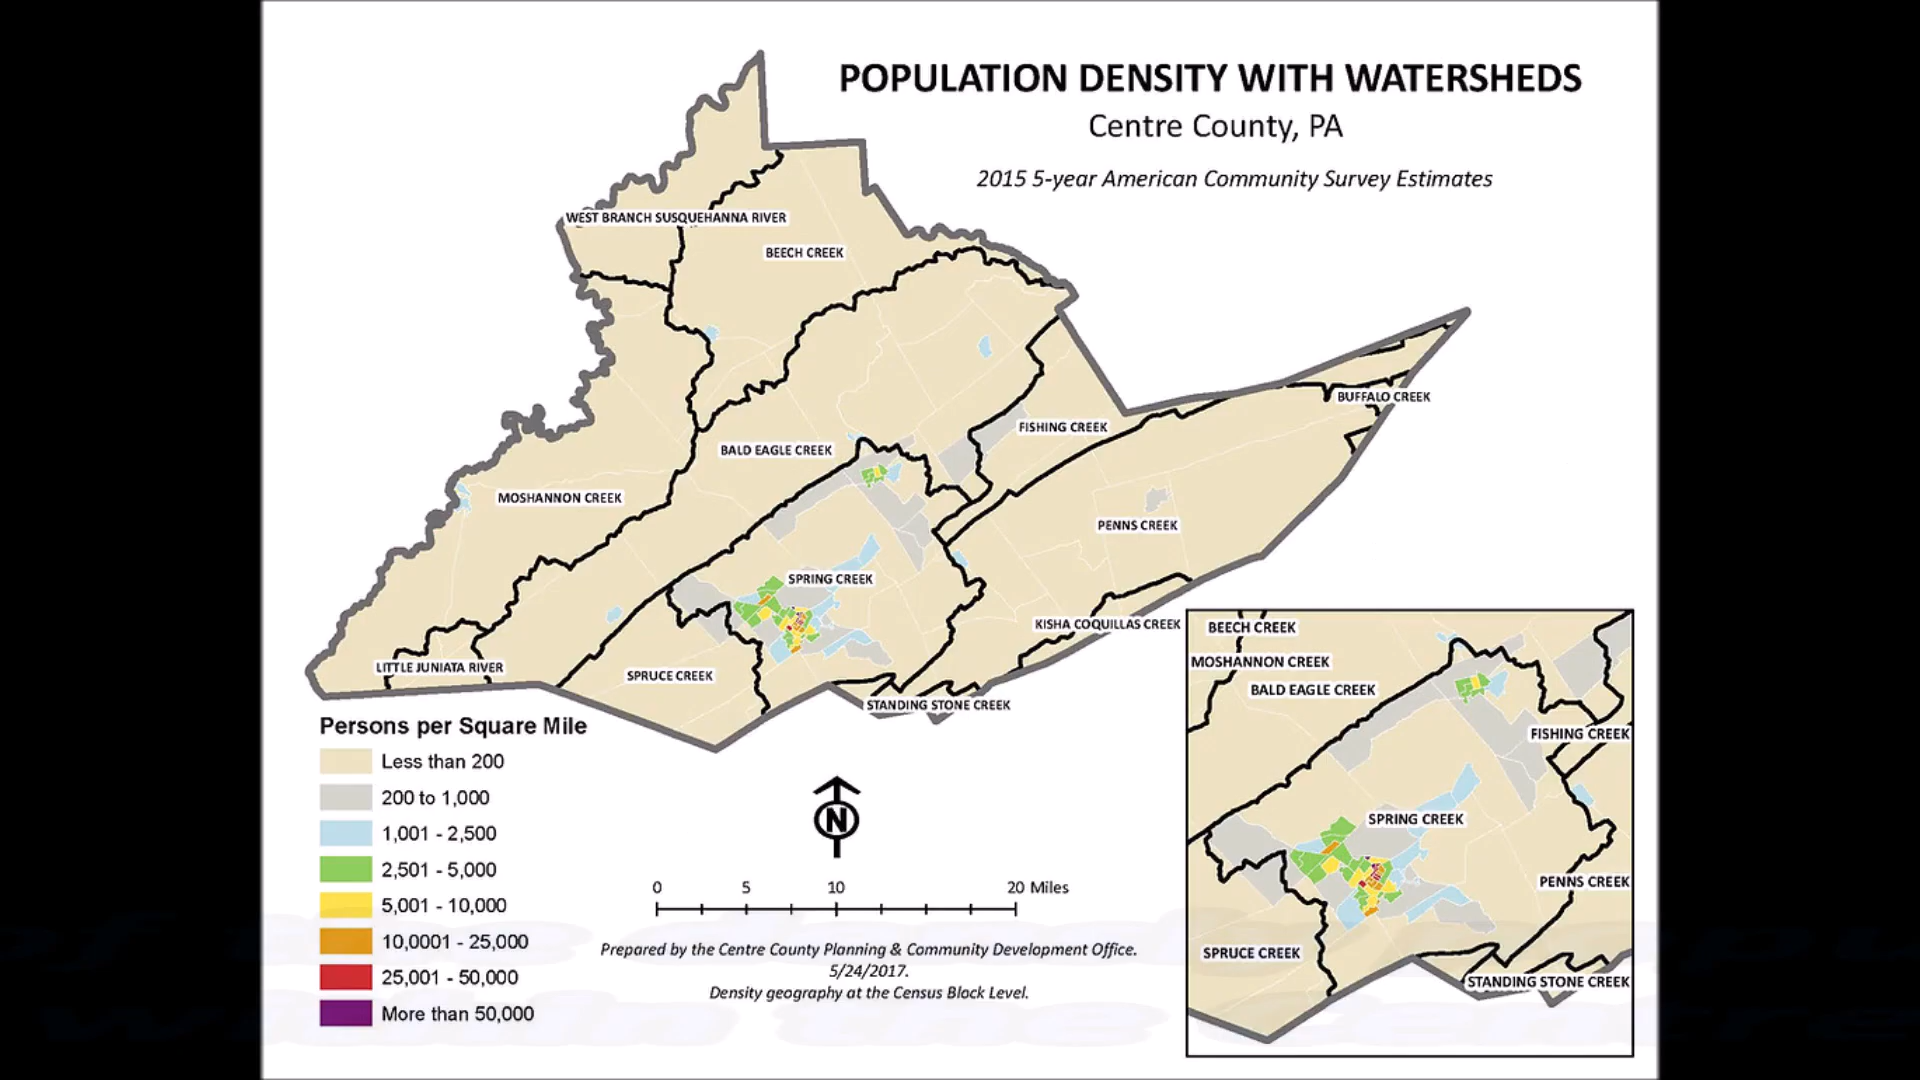 POPULATION DENSITY WITH WATERSHEDS
Centre County, PA
2015 5-year American Community Survey Estimates
WEST BRANCH SUSQUEHANNA RIVER
BEECH CREEK
BUFFALO CREEK
FISHING CREEK
BALD EAGLE CREEK
MOSHANNON CREEK
PENNS CREEK
SPRING CREEK
KISHA COQUILLAS CREEK
LITTLE JUNIATA RIVER
SPRUCE CREEK
STANDING STONE CREEK
Persons per Square Mile
Less than 200
200 to 1,000
1,001 - 2,500
2,501 - 5,000
5,001 - 10,000
10,0001 - 25,000
25,001 - 50,000
More than 50,000
N
0 5 10 20 Miles
Prepared by the Centre County Planning & Community Development Office.
5/24/2017.
Density geography at the Census Block Level.
BEECH CREEK
MOSHANNON CREEK
BALD EAGLE CREEK
FISHING CREEK
SPRING CREEK
PENNS CREEK
SPRUCE CREEK
STANDING STONE CREEK